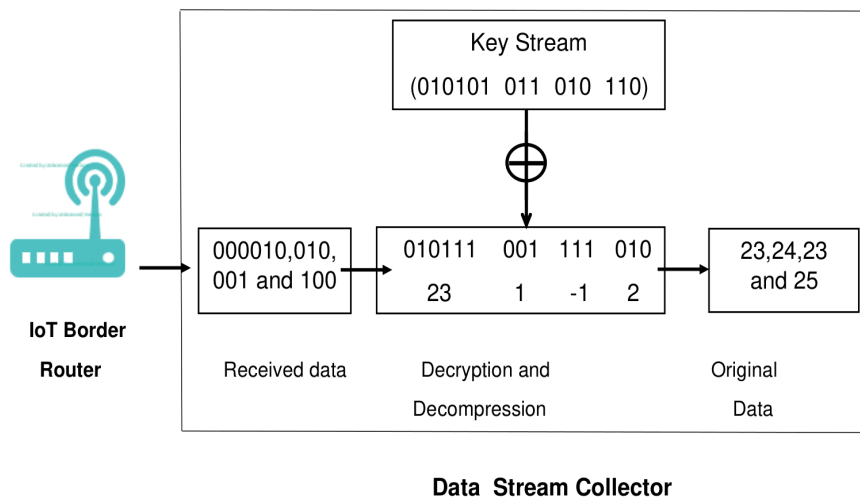 Key Stream
(010101 011 010 110)
000010,010,
001 and 100
010111 001 111 010
23 1 -1 2
23,24,23
and 25
IoT Border
Router
Received data
Decryption and
Decompression
Original
Data
Data Stream Collector